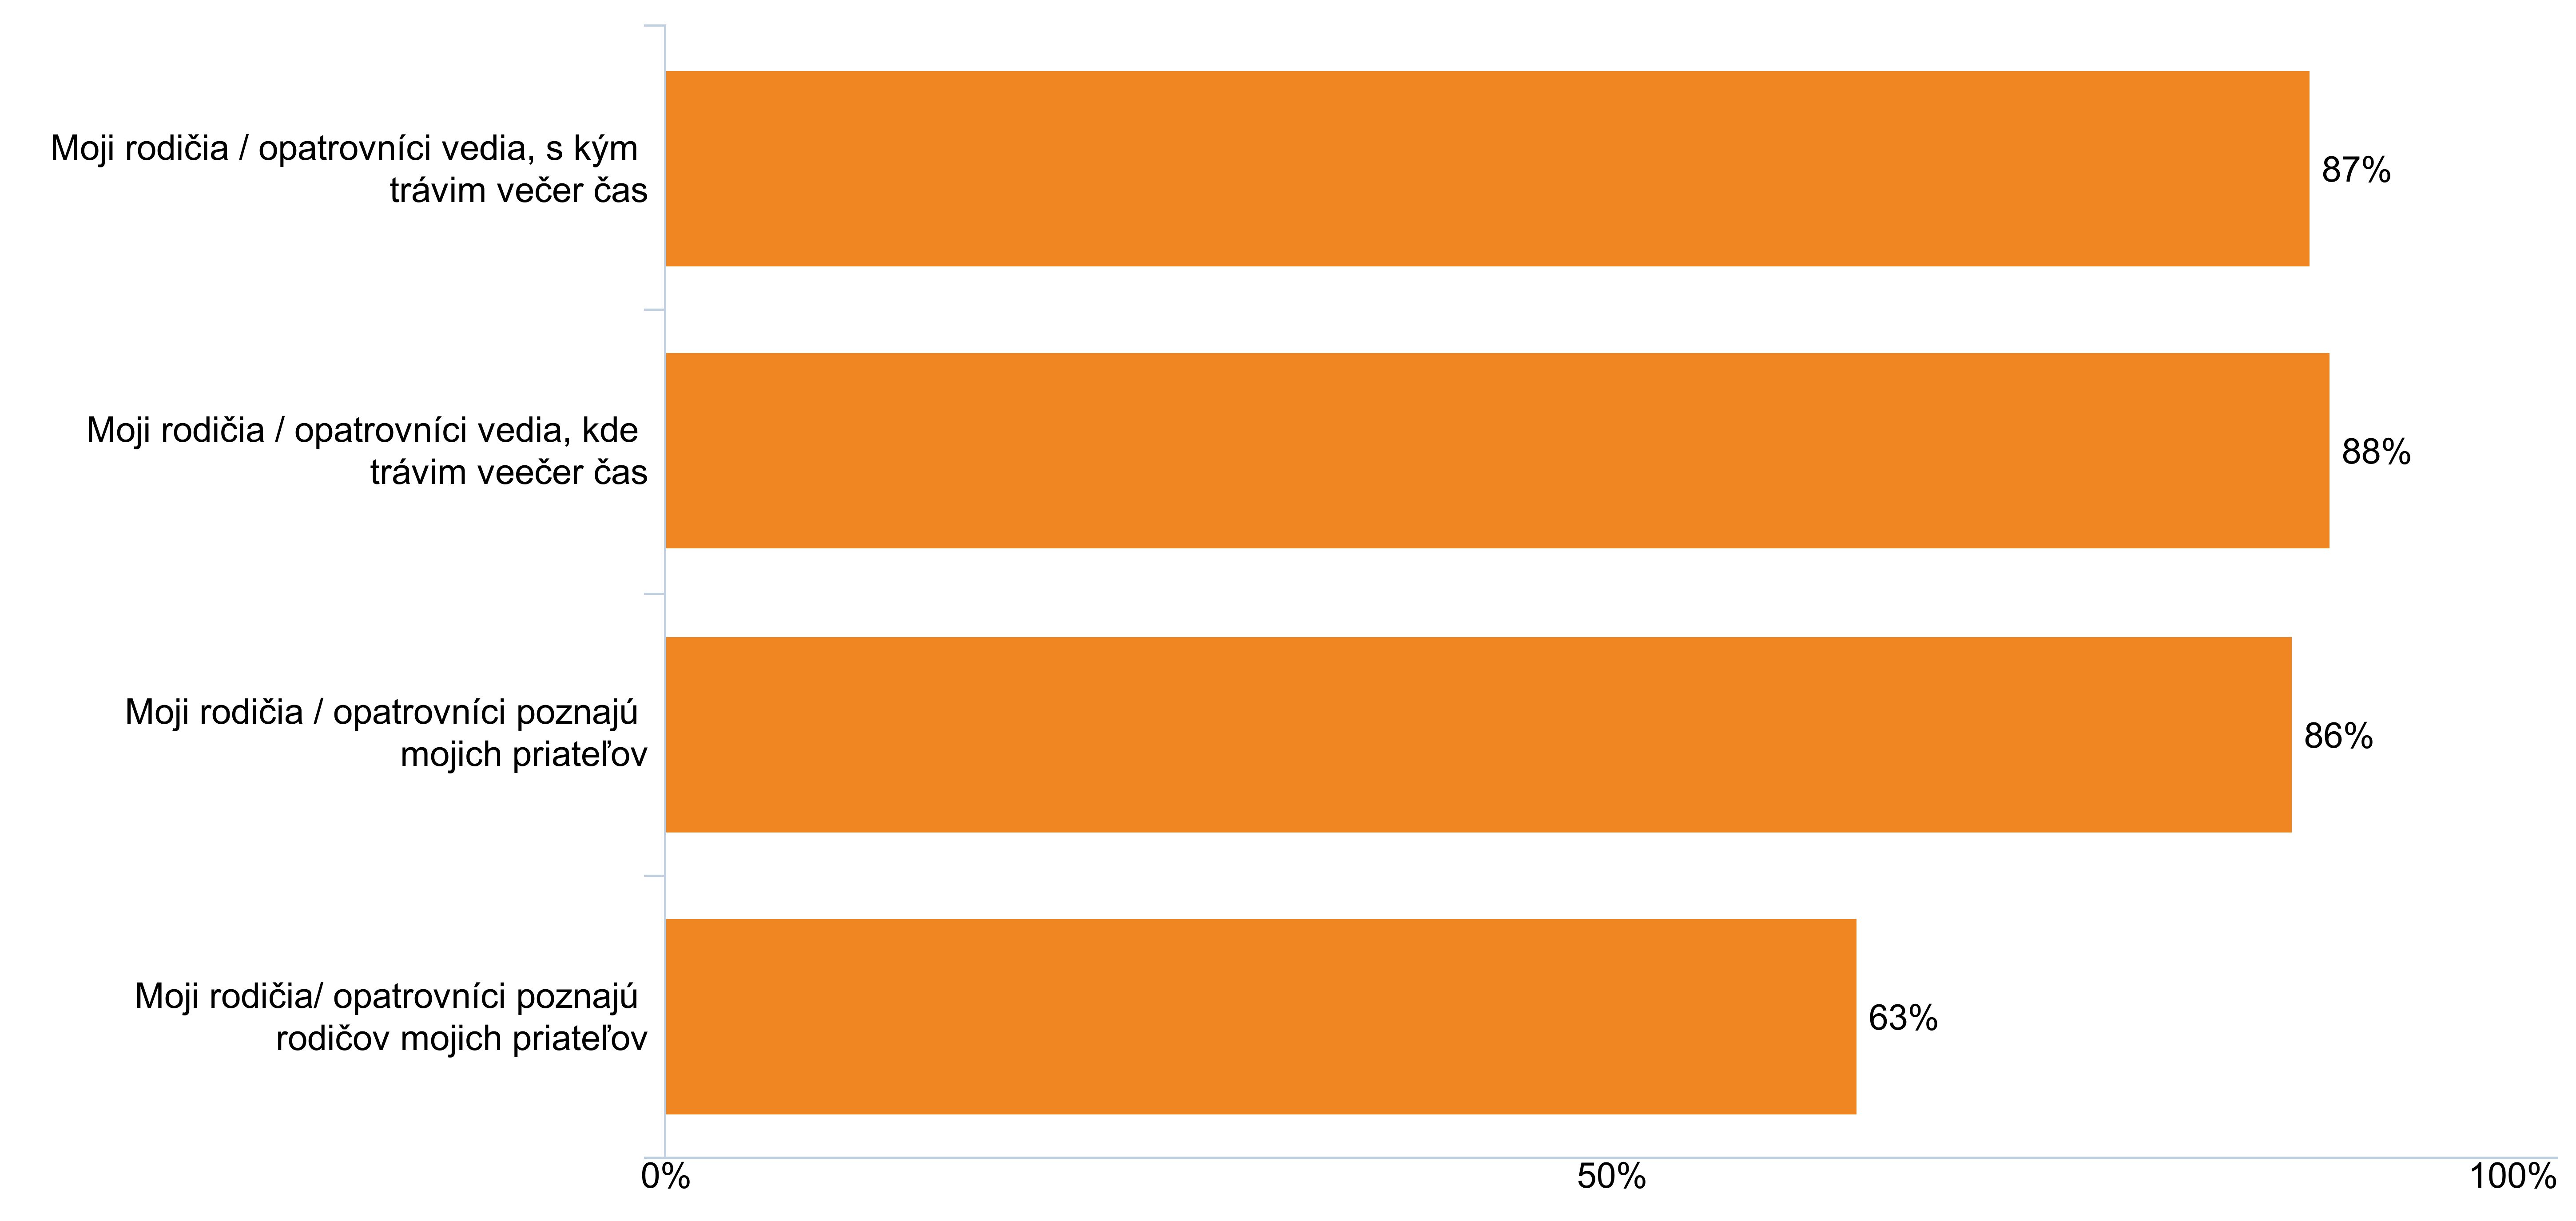 Moji rodičia / opatrovníci vedia, s kým
trávim večer čas
87%
Moji rodičia / opatrovníci vedia, kde
trávim veečer čas
88%
Moji rodičia / opatrovníci poznajú
mojich priateľov
86%
Moji rodičia/ opatrovníci poznajú
rodičov mojich priateľov
63%
0%
50%
100%